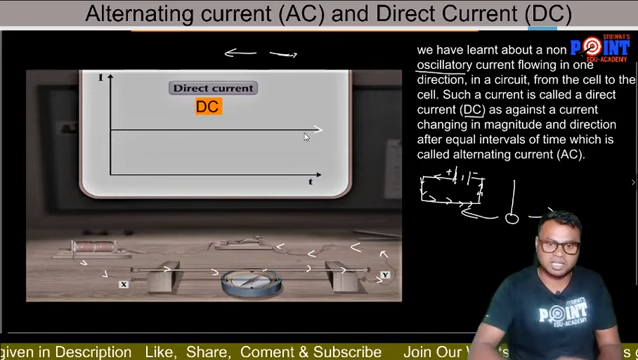 Alternating current (AC) and Direct Current (DC)
we have learnt about a non
oscillatory current flowing in one
direction, in a circuit, from the cell to the
cell. Such a current is called a direct
current (DC) as against a current
changing in magnitude and direction
after equal intervals of time which is
called alternating current (AC).
STUDENT'S
POINT
EDU-ACADEMY
I
Direct current
DC
t
+ -
X
Y
POINT
EDU-ACADEMY
given in Description Like, Share, Coment & Subscribe Join Our W